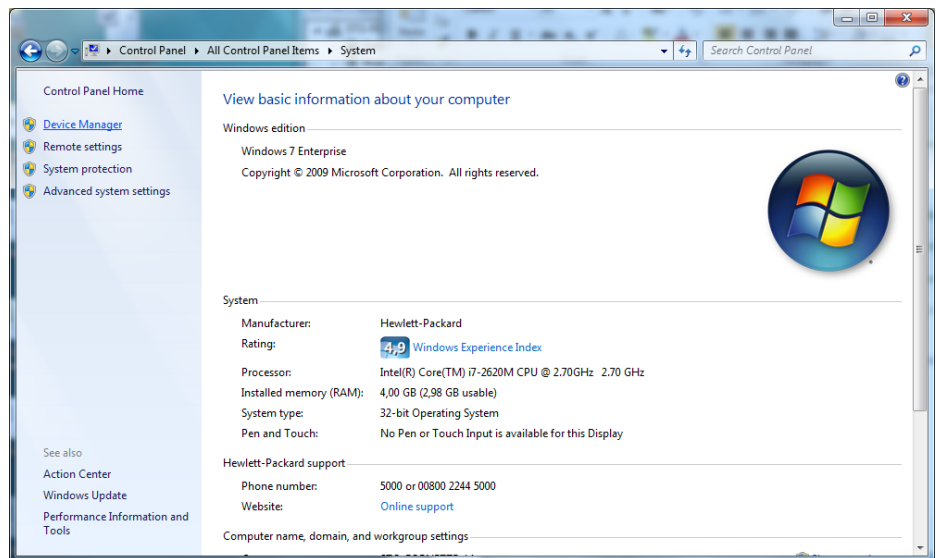 Control Panel ▸ All Control Panel Items ▸ System
Search Control Panel
Control Panel Home
Device Manager
Remote settings
System protection
Advanced system settings
See also
Action Center
Windows Update
Performance Information and
Tools
View basic information about your computer
Windows edition
Windows 7 Enterprise
Copyright © 2009 Microsoft Corporation.  All rights reserved.
System
Manufacturer: Hewlett-Packard
Rating: 4,9 Windows Experience Index
Processor: Intel(R) Core(TM) i7-2620M CPU @ 2.70GHz  2.70 GHz
Installed memory (RAM): 4,00 GB (2,98 GB usable)
System type: 32-bit Operating System
Pen and Touch: No Pen or Touch Input is available for this Display
Hewlett-Packard support
Phone number: 5000 or 00800 2244 5000
Website: Online support
Computer name, domain, and workgroup settings